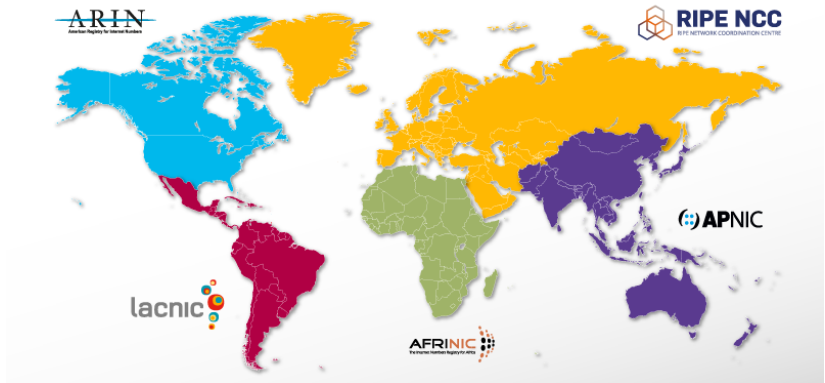 ARIN
American Registry for Internet Numbers
RIPE NCC
RIPE NETWORK COORDINATION CENTRE
APNIC
lacnic
AFRINIC
The Internet Numbers Registry for Africa